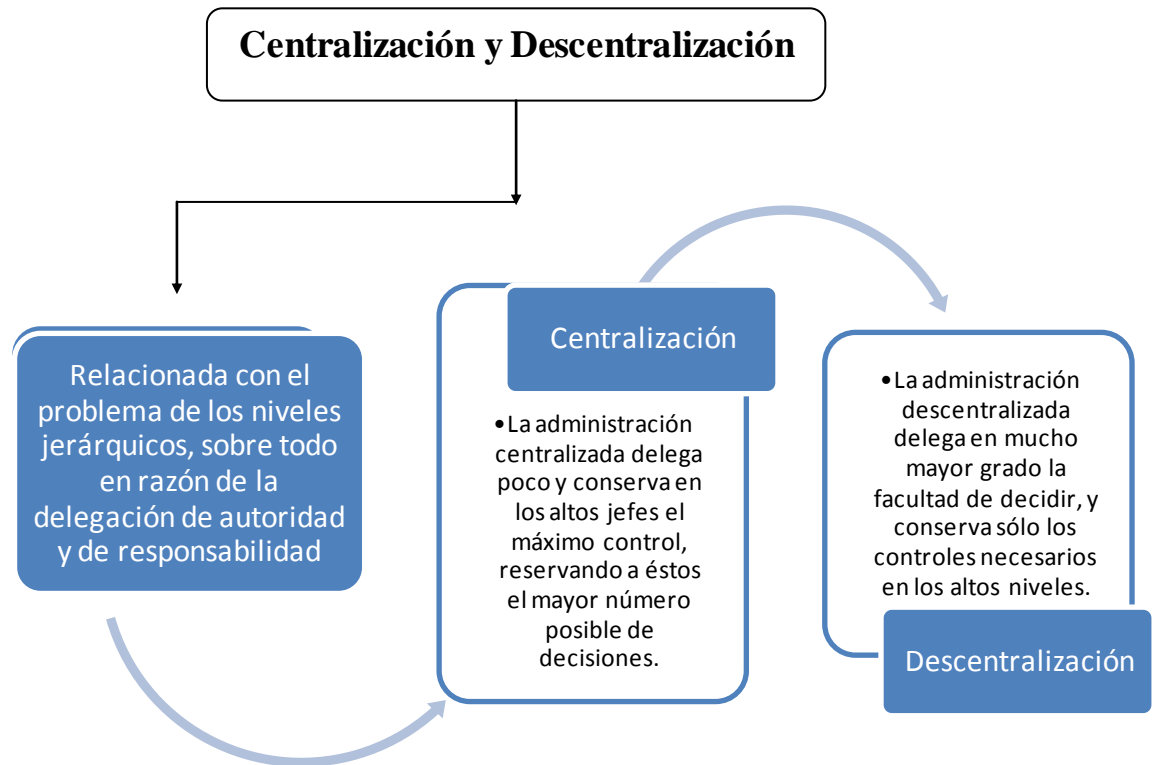 Centralización y Descentralización
Relacionada con el
problema de los niveles
jerárquicos, sobre todo
en razón de la
delegación de autoridad
y de responsabilidad
Centralización
•La administración
centralizada delega
poco y conserva en
los altos jefes el
máximo control,
reservando a éstos
el mayor número
posible de
decisiones.
•La administración
descentralizada
delega en mucho
mayor grado la
facultad de decidir, y
conserva sólo los
controles necesarios
en los altos niveles.
Descentralización